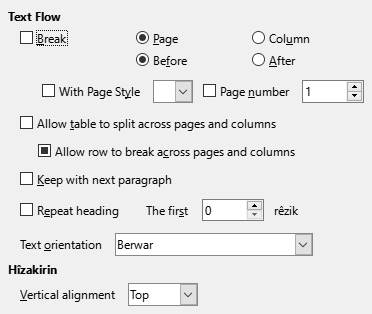 Text Flow
Break Page Column
Before After
With Page Style Page number 1
Allow table to split across pages and columns
Allow row to break across pages and columns
Keep with next paragraph
Repeat heading The first 0 rêzik
Text orientation Berwar
Hîzakirin
Vertical alignment Top